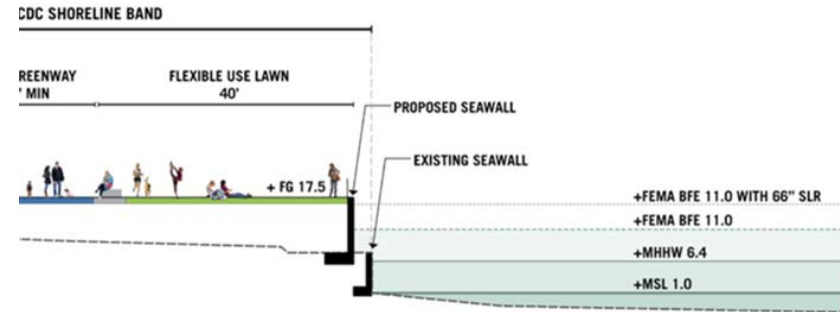 CDC SHORELINE BAND
REENWAY
' MIN
FLEXIBLE USE LAWN
40'
PROPOSED SEAWALL
EXISTING SEAWALL
+ FG 17.5
+FEMA BFE 11.0 WITH 66" SLR
+FEMA BFE 11.0
+MHHW 6.4
+MSL 1.0